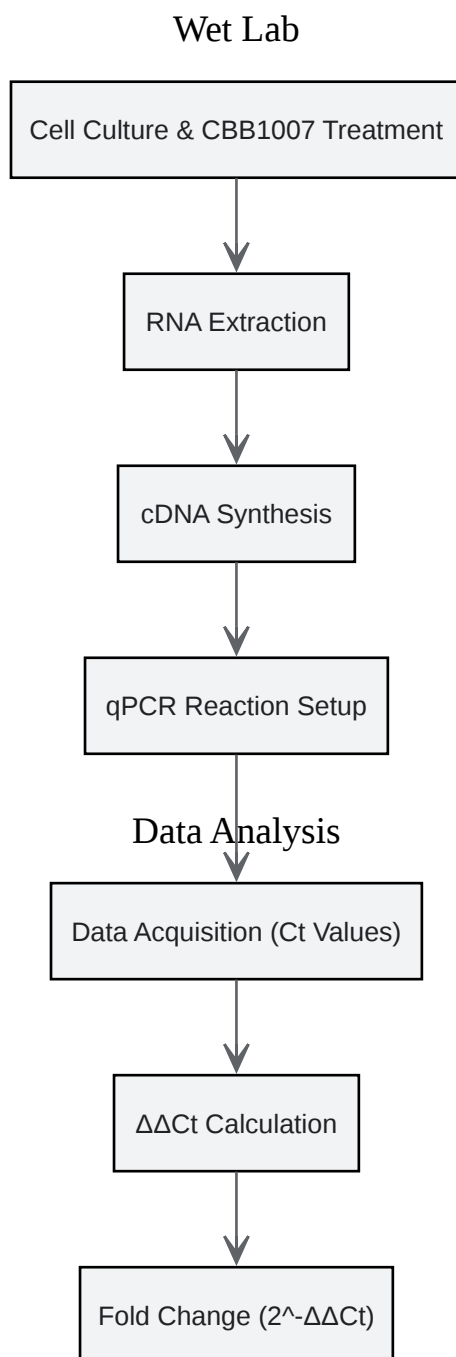 Wet Lab
Cell Culture & CBB1007 Treatment
RNA Extraction
cDNA Synthesis
qPCR Reaction Setup
Data Analysis
Data Acquisition (Ct Values)
ΔΔCt Calculation
Fold Change (2^-ΔΔCt)